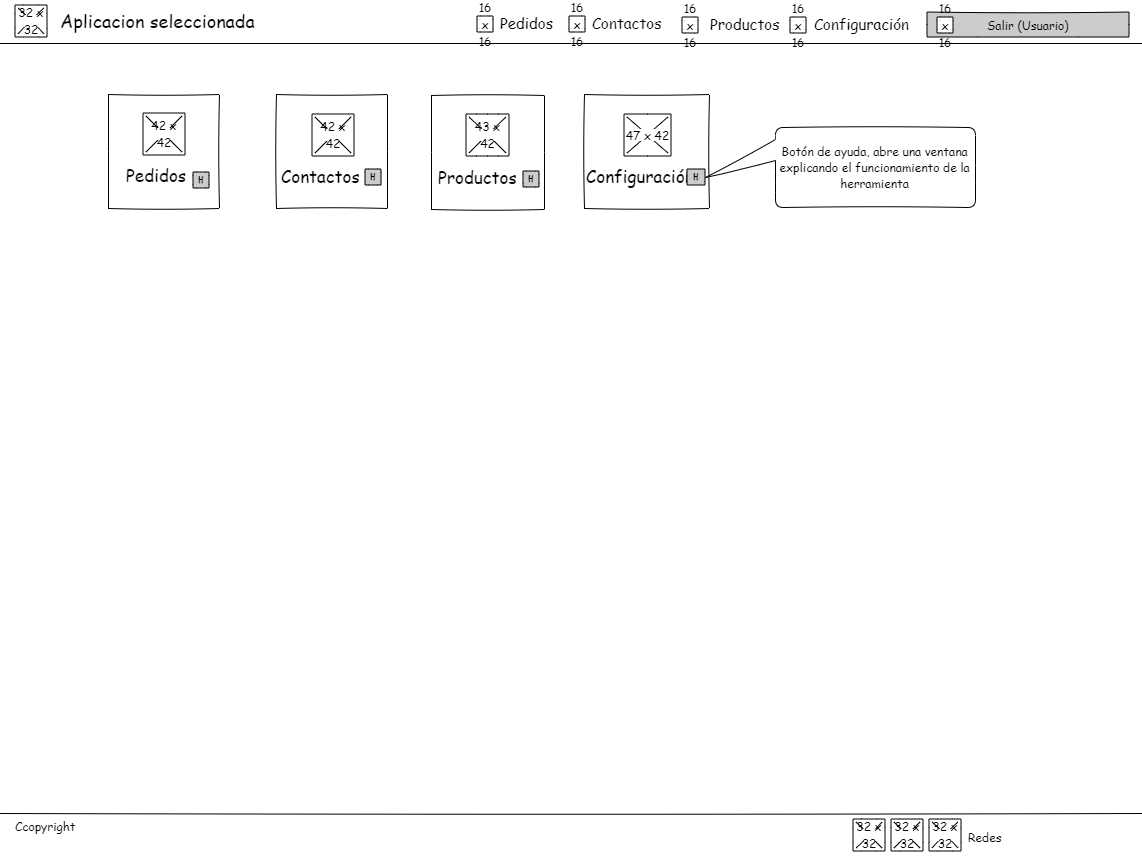 32 x
32
Aplicacion seleccionada
16
x
16
Pedidos
16
x
16
Contactos
16
x
16
Productos
16
x
16
Configuración
16
x
16
Salir (Usuario)
42 x
42
Pedidos
H
42 x
42
Contactos
H
43 x
42
Productos
H
47 x 42
Configuració
H
Botón de ayuda, abre una ventana
explicando el funcionamiento de la
herramienta
Ccopyright
32 x
32
32 x
32
32 x
32
Redes